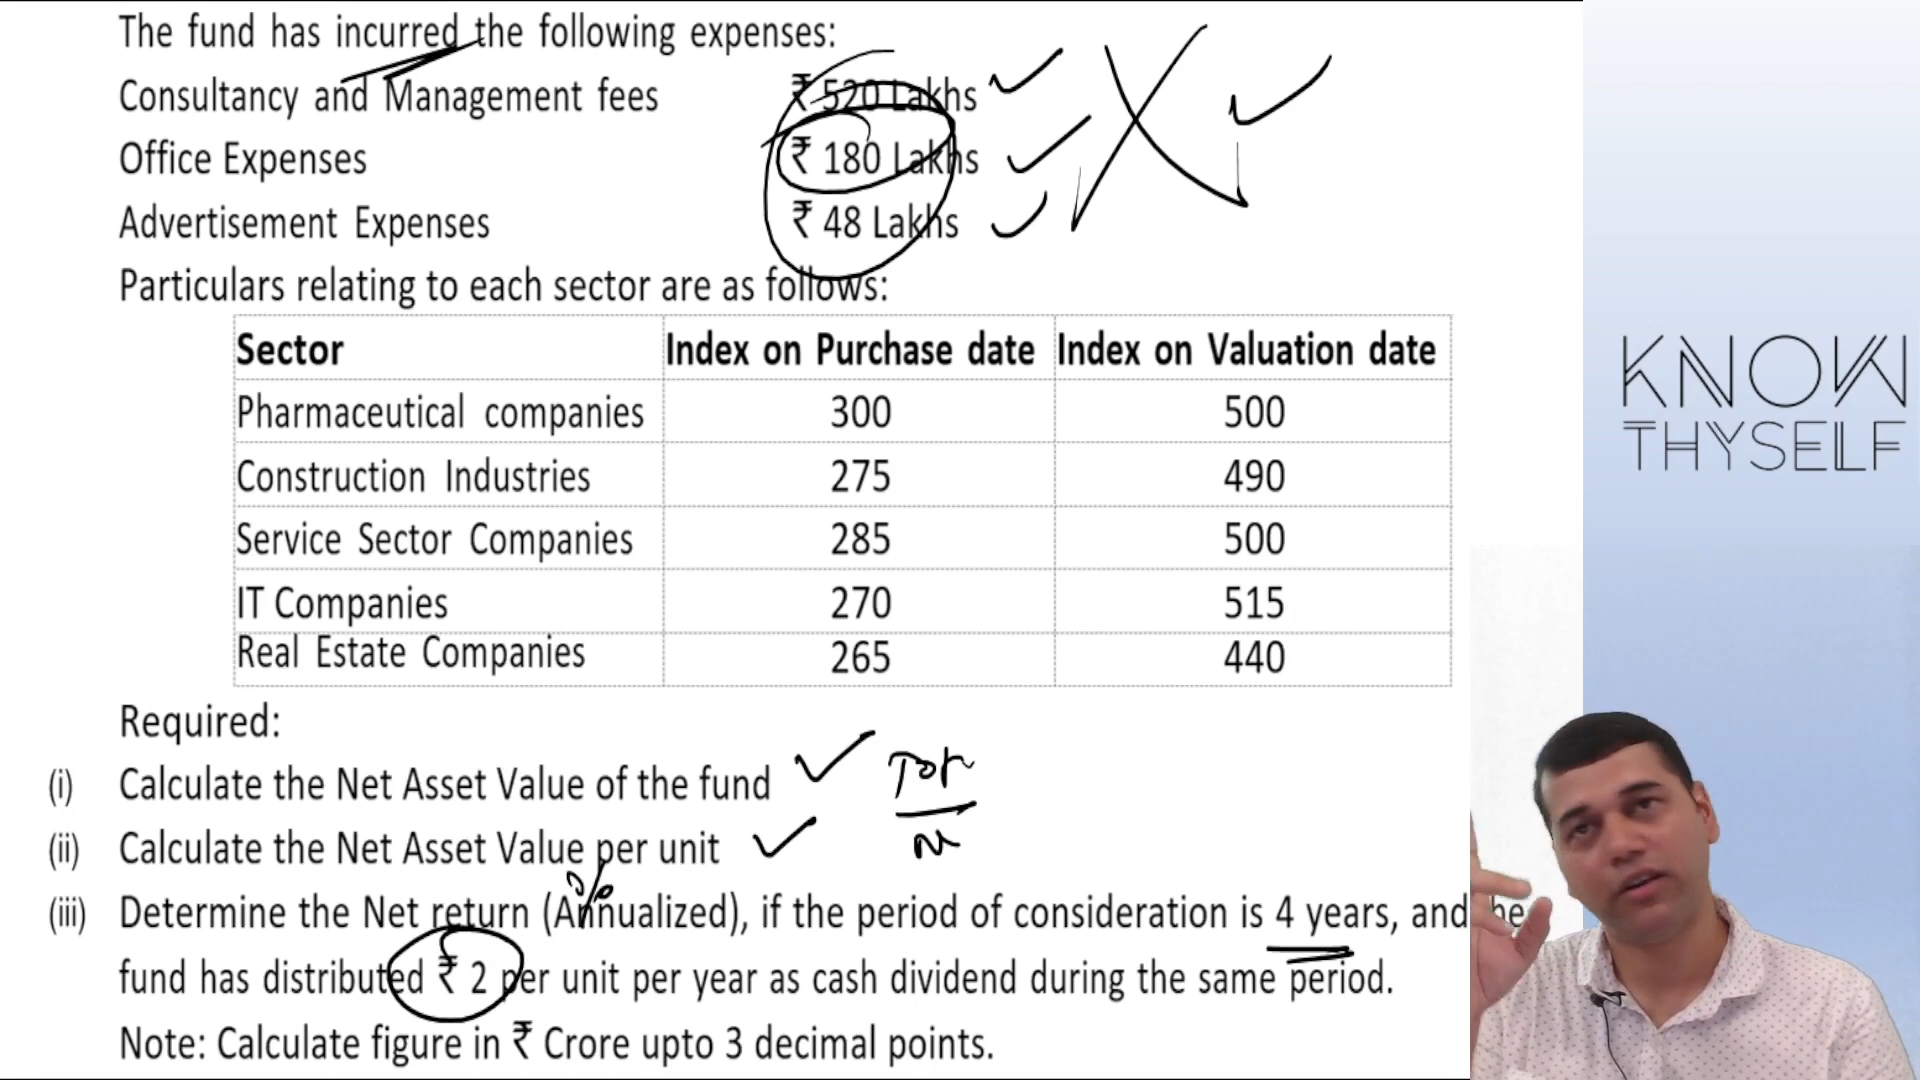 The fund has incurred the following expenses:
Consultancy and Management fees ₹ 520 Lakhs
Office Expenses ₹ 180 Lakhs
Advertisement Expenses ₹ 48 Lakhs
Particulars relating to each sector are as follows:
Sector Index on Purchase date Index on Valuation date
Pharmaceutical companies 300 500
Construction Industries 275 490
Service Sector Companies 285 500
IT Companies 270 515
Real Estate Companies 265 440
Required:
(i) Calculate the Net Asset Value of the fund
(ii) Calculate the Net Asset Value per unit
(iii) Determine the Net return (Annualized), if the period of consideration is 4 years, and
fund has distributed ₹ 2 per unit per year as cash dividend during the same period.
Note: Calculate figure in ₹ Crore upto 3 decimal points.
%
KNOW
THYSELF